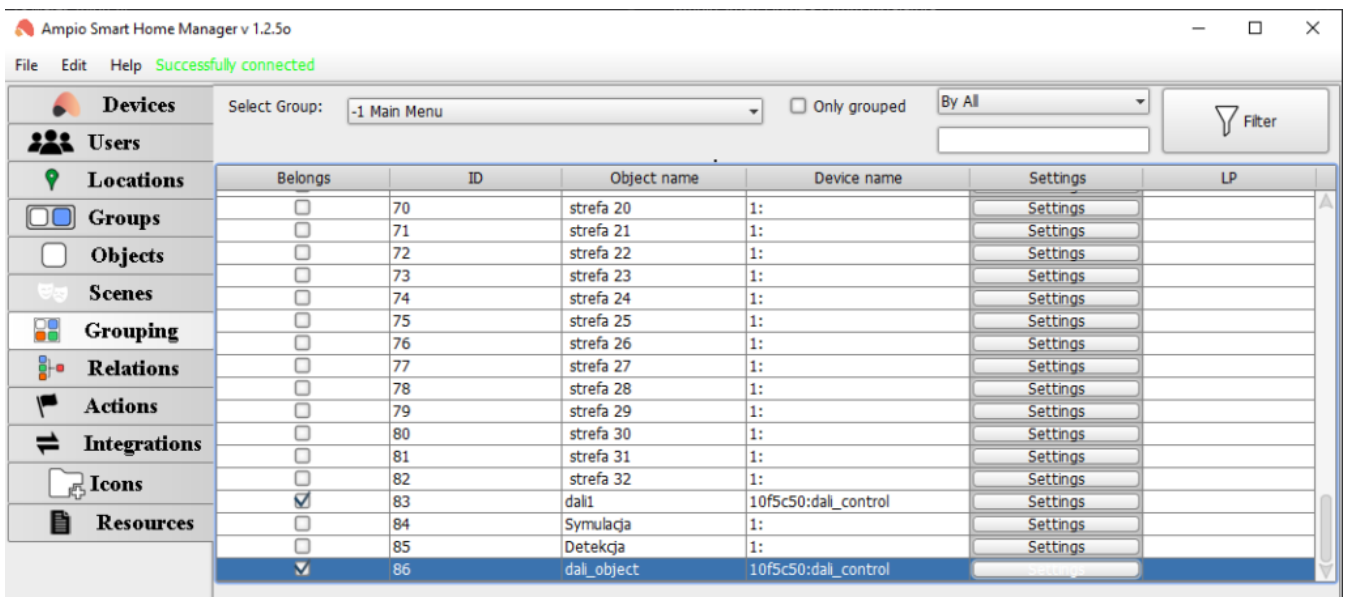 Ampio Smart Home Manager v 1.2.5o
File Edit Help Successfully connected
Devices
Users
Locations
Groups
Objects
Scenes
Grouping
Relations
Actions
Integrations
Icons
Resources
Select Group: -1 Main Menu Only grouped By All Filter
Belongs ID Object name Device name Settings LP
70 strefa 20 1: Settings
71 strefa 21 1: Settings
72 strefa 22 1: Settings
73 strefa 23 1: Settings
74 strefa 24 1: Settings
75 strefa 25 1: Settings
76 strefa 26 1: Settings
77 strefa 27 1: Settings
78 strefa 28 1: Settings
79 strefa 29 1: Settings
80 strefa 30 1: Settings
81 strefa 31 1: Settings
82 strefa 32 1: Settings
83 dali1 10f5c50:dali_control Settings
84 Symulacja 1: Settings
85 Detekcja 1: Settings
86 dali_object 10f5c50:dali_control Settings